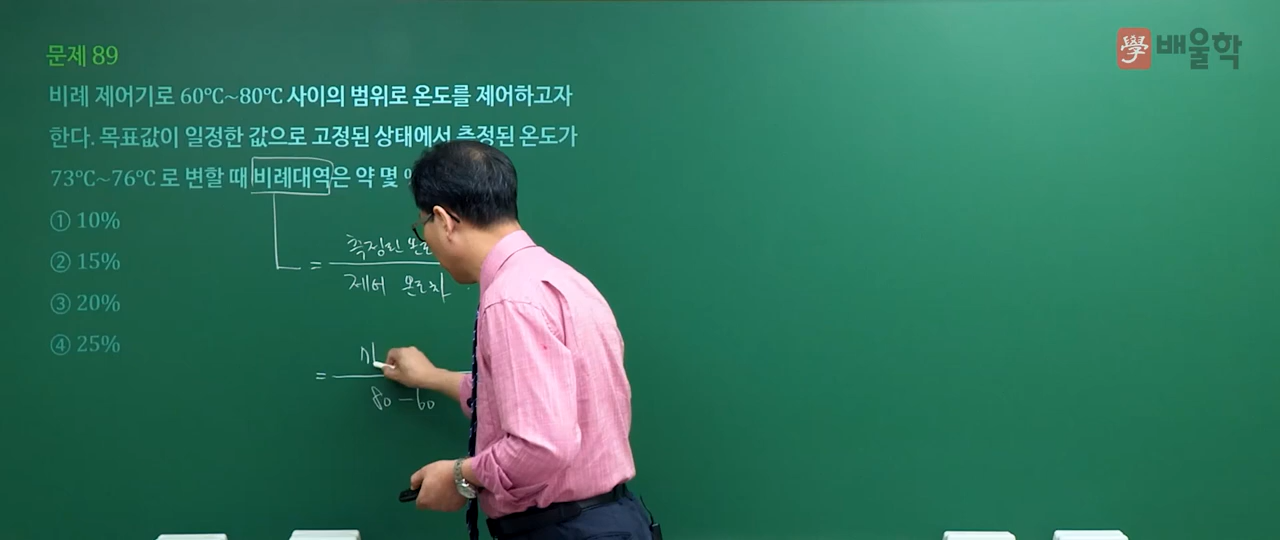 문제 89
學 배울학
비례 제어기로 60℃~80℃ 사이의 범위로 온도를 제어하고자
한다. 목표값이 일정한 값으로 고정된 상태에서 측정된 온도가
73℃~76℃ 로 변할 때 비례대역은 약 몇
① 10%
② 15%
③ 20%
④ 25%
= 측정된 온도
제어 온도차
=
80 - 60